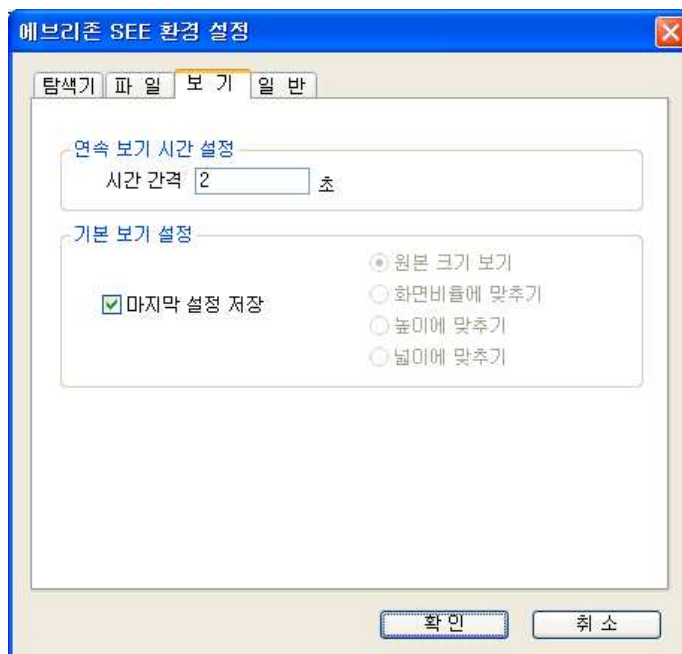 에브리존 SEE 환경 설정
탐색기 파 일 보 기 일 반
연속 보기 시간 설정
시간 간격 2 초
기본 보기 설정
원본 크기 보기
마지막 설정 저장
화면비율에 맞추기
높이에 맞추기
넓이에 맞추기
확 인 취 소